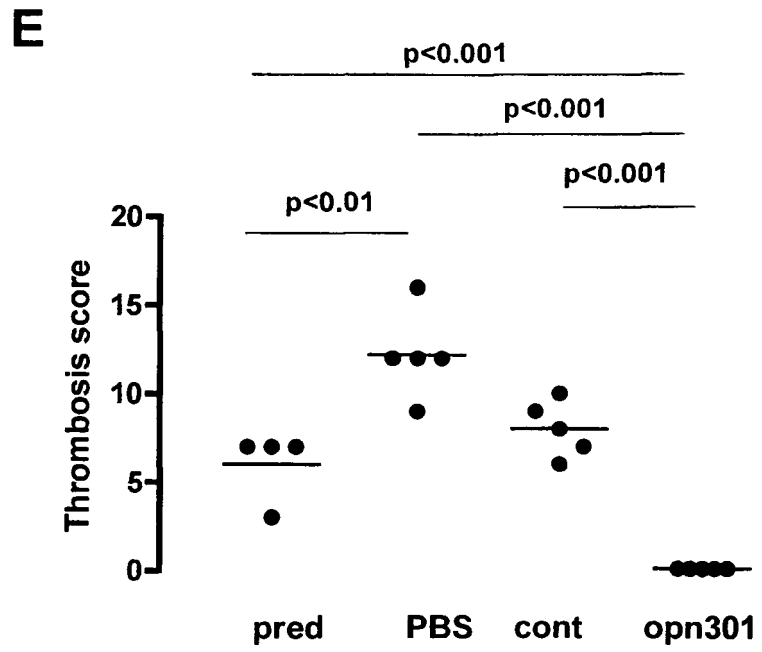 E
p<0.001
p<0.001
p<0.001
p<0.01
20
15
10
5
0
Thrombosis score
pred PBS cont opn301